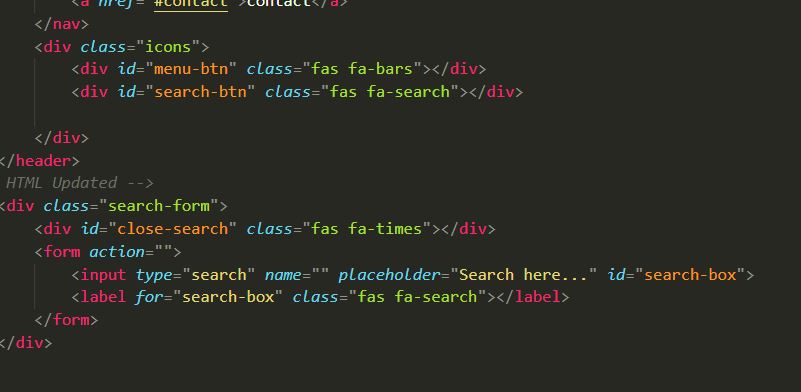 <a href="#contact">contact</a>
</nav>
<div class="icons">
<div id="menu-btn" class="fas fa-bars"></div>
<div id="search-btn" class="fas fa-search"></div>
</div>
</header>
HTML Updated -->
<div class="search-form">
<div id="close-search" class="fas fa-times"></div>
<form action="">
<input type="search" name="" placeholder="Search here..." id="search-box">
<label for="search-box" class="fas fa-search"></label>
</form>
</div>